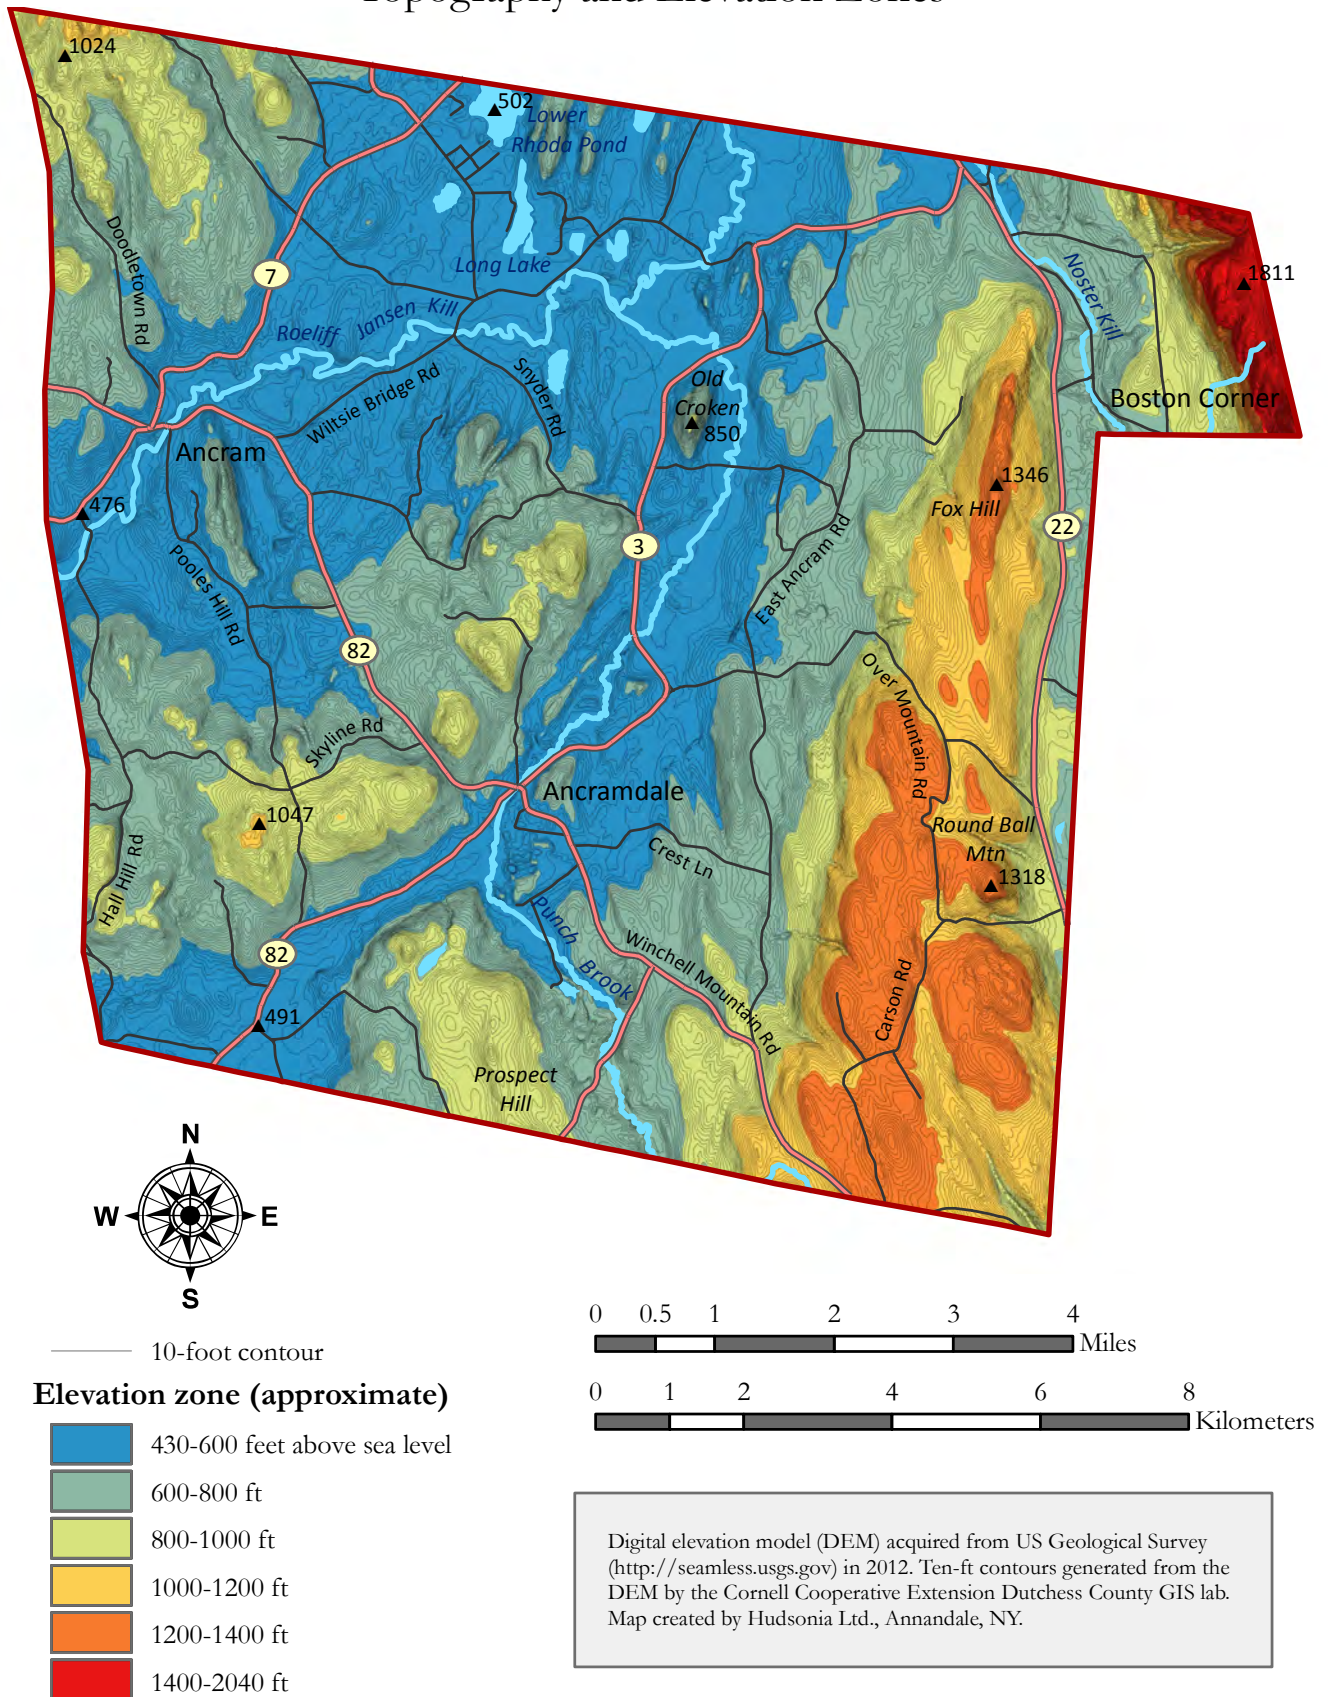 Topography and Elevation Zones
1024
502
Lower
Rhoda Pond
Doodletown Rd
7
Long Lake
Noster Kill
1811
Roeliff Jansen Kill
Snyder Rd
Wiltsie Bridge Rd
Old
Croken
850
Boston Corner
Ancram
476
1346
Fox Hill
22
3
East Ancram Rd
Pooles Hill Rd
82
Over Mountain Rd
Skyline Rd
Ancramdale
1047
Round Ball
Mtn
1318
Crest Ln
Hall Hill Rd
Punch Brook
Winchell Mountain Rd
82
Carson Rd
491
Prospect
Hill
N
W
E
S
0 0.5 1 2 3 4
Miles
10-foot contour
0 1 2 4 6 8
Kilometers
Elevation zone (approximate)
430-600 feet above sea level
600-800 ft
800-1000 ft
1000-1200 ft
1200-1400 ft
1400-2040 ft
Digital elevation model (DEM) acquired from US Geological Survey
(http://seamless.usgs.gov) in 2012. Ten-ft contours generated from the
DEM by the Cornell Cooperative Extension Dutchess County GIS lab.
Map created by Hudsonia Ltd., Annandale, NY.